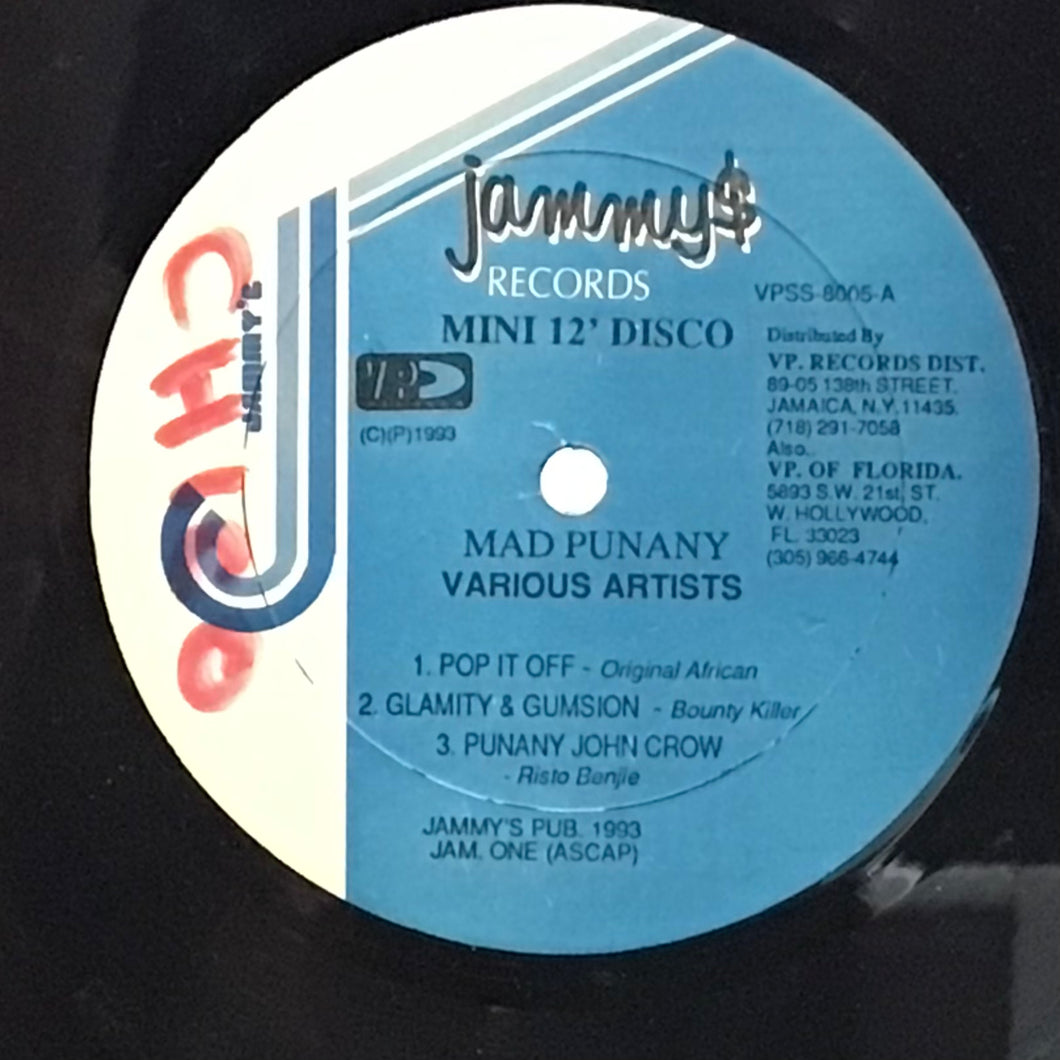 jammy$
RECORDS
MINI 12' DISCO
VP
(C)(P)1993
VPSS-8005-A
Distributed By
VP. RECORDS DIST.
89-05 138th STREET.
JAMAICA, N.Y. 11435.
(718) 291-7058
Also.
VP. OF FLORIDA.
5893 S.W. 21st, ST.
W. HOLLYWOOD,
FL. 33023
(305) 966-4744
JAMMY'S
MAD PUNANY
VARIOUS ARTISTS
1. POP IT OFF - Original African
2. GLAMITY & GUMSION - Bounty Killer
3. PUNANY JOHN CROW
- Risto Benjie
JAMMY'S PUB. 1993
JAM. ONE (ASCAP)